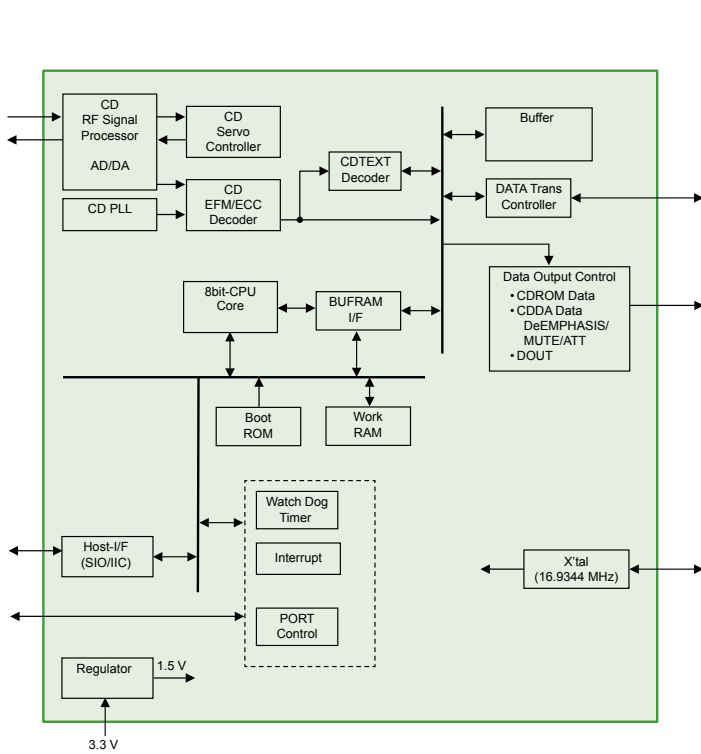 CD
RF Signal
Processor
AD/DA
CD
Servo
Controller
CD PLL
CD
EFM/ECC
Decoder
CDTEXT
Decoder
Buffer
DATA Trans
Controller
Data Output Control
•CDROM Data
•CDDA Data
DeEMPHASIS/
MUTE/ATT
•DOUT
8bit-CPU
Core
BUFRAM
I/F
Boot
ROM
Work
RAM
Watch Dog
Timer
Interrupt
PORT
Control
Host-I/F
(SIO/IIC)
X'tal
(16.9344 MHz)
Regulator
1.5 V
3.3 V